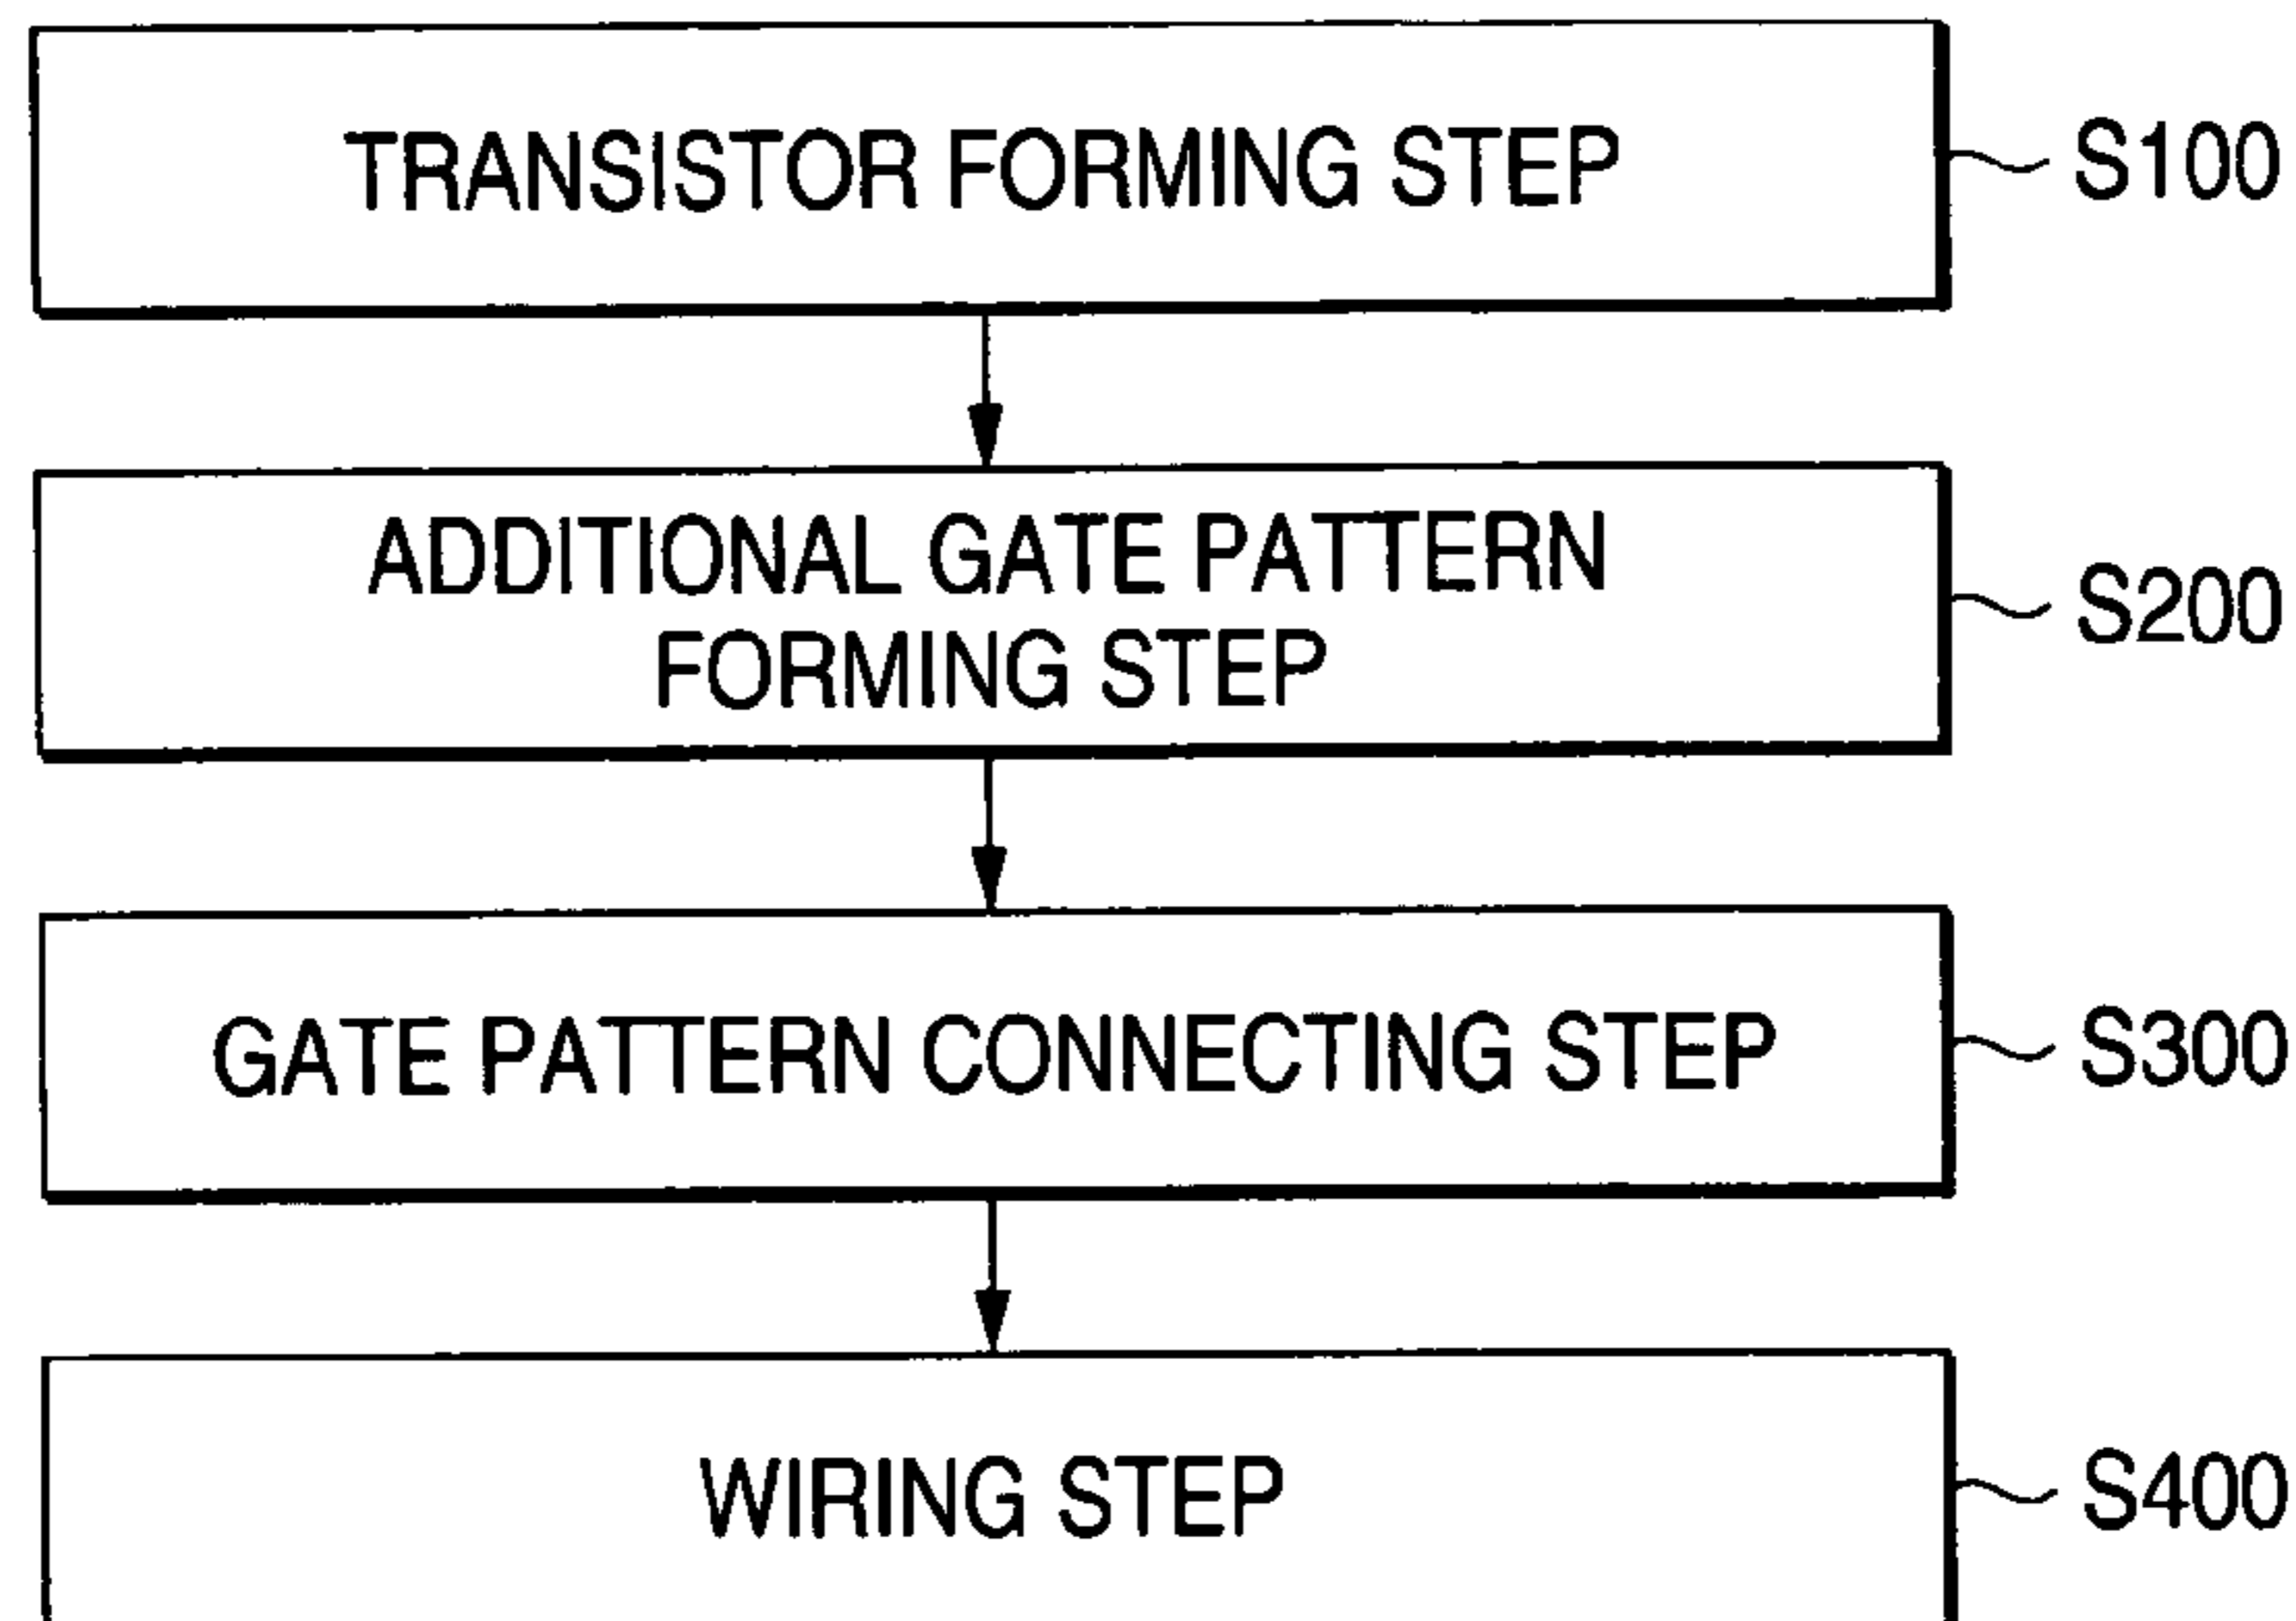 TRANSISTOR FORMING STEP
S100
ADDITIONAL GATE PATTERN
FORMING STEP
S200
GATE PATTERN CONNECTING STEP
S300
WIRING STEP
S400